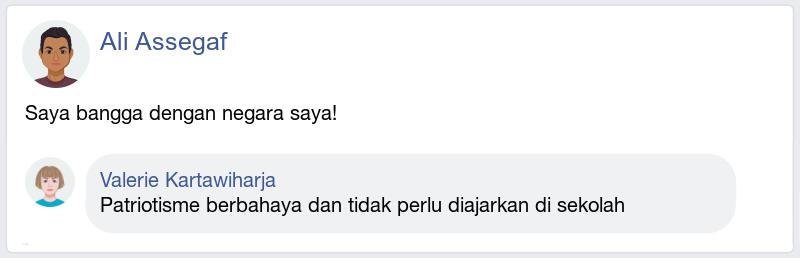 Ali Assegaf
Saya bangga dengan negara saya!
Valerie Kartawiharja
Patriotisme berbahaya dan tidak perlu diajarkan di sekolah